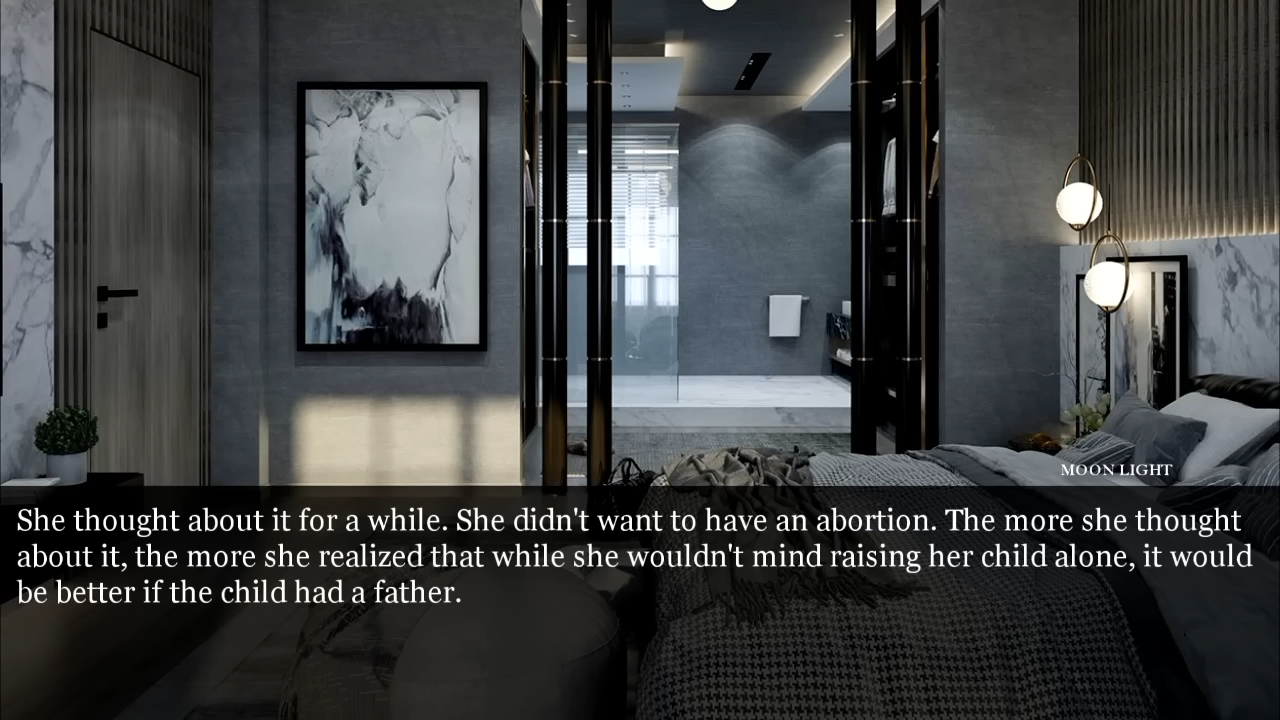 MOON LIGHT
She thought about it for a while. She didn't want to have an abortion. The more she thought
about it, the more she realized that while she wouldn't mind raising her child alone, it would
be better if the child had a father.